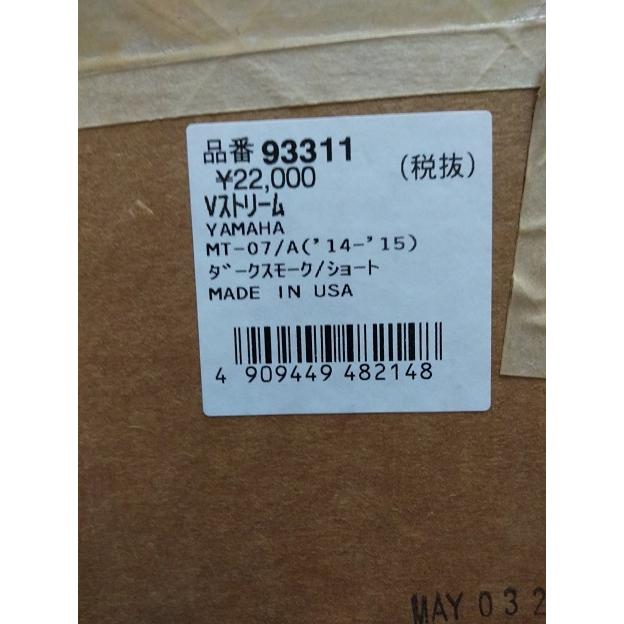 品番 93311
¥22,000 (税抜)
Vストリーム
YAMAHA
MT-07/A('14-'15)
ダークスモーク/ショート
MADE IN USA
4 909449 482148
MAY 03 2